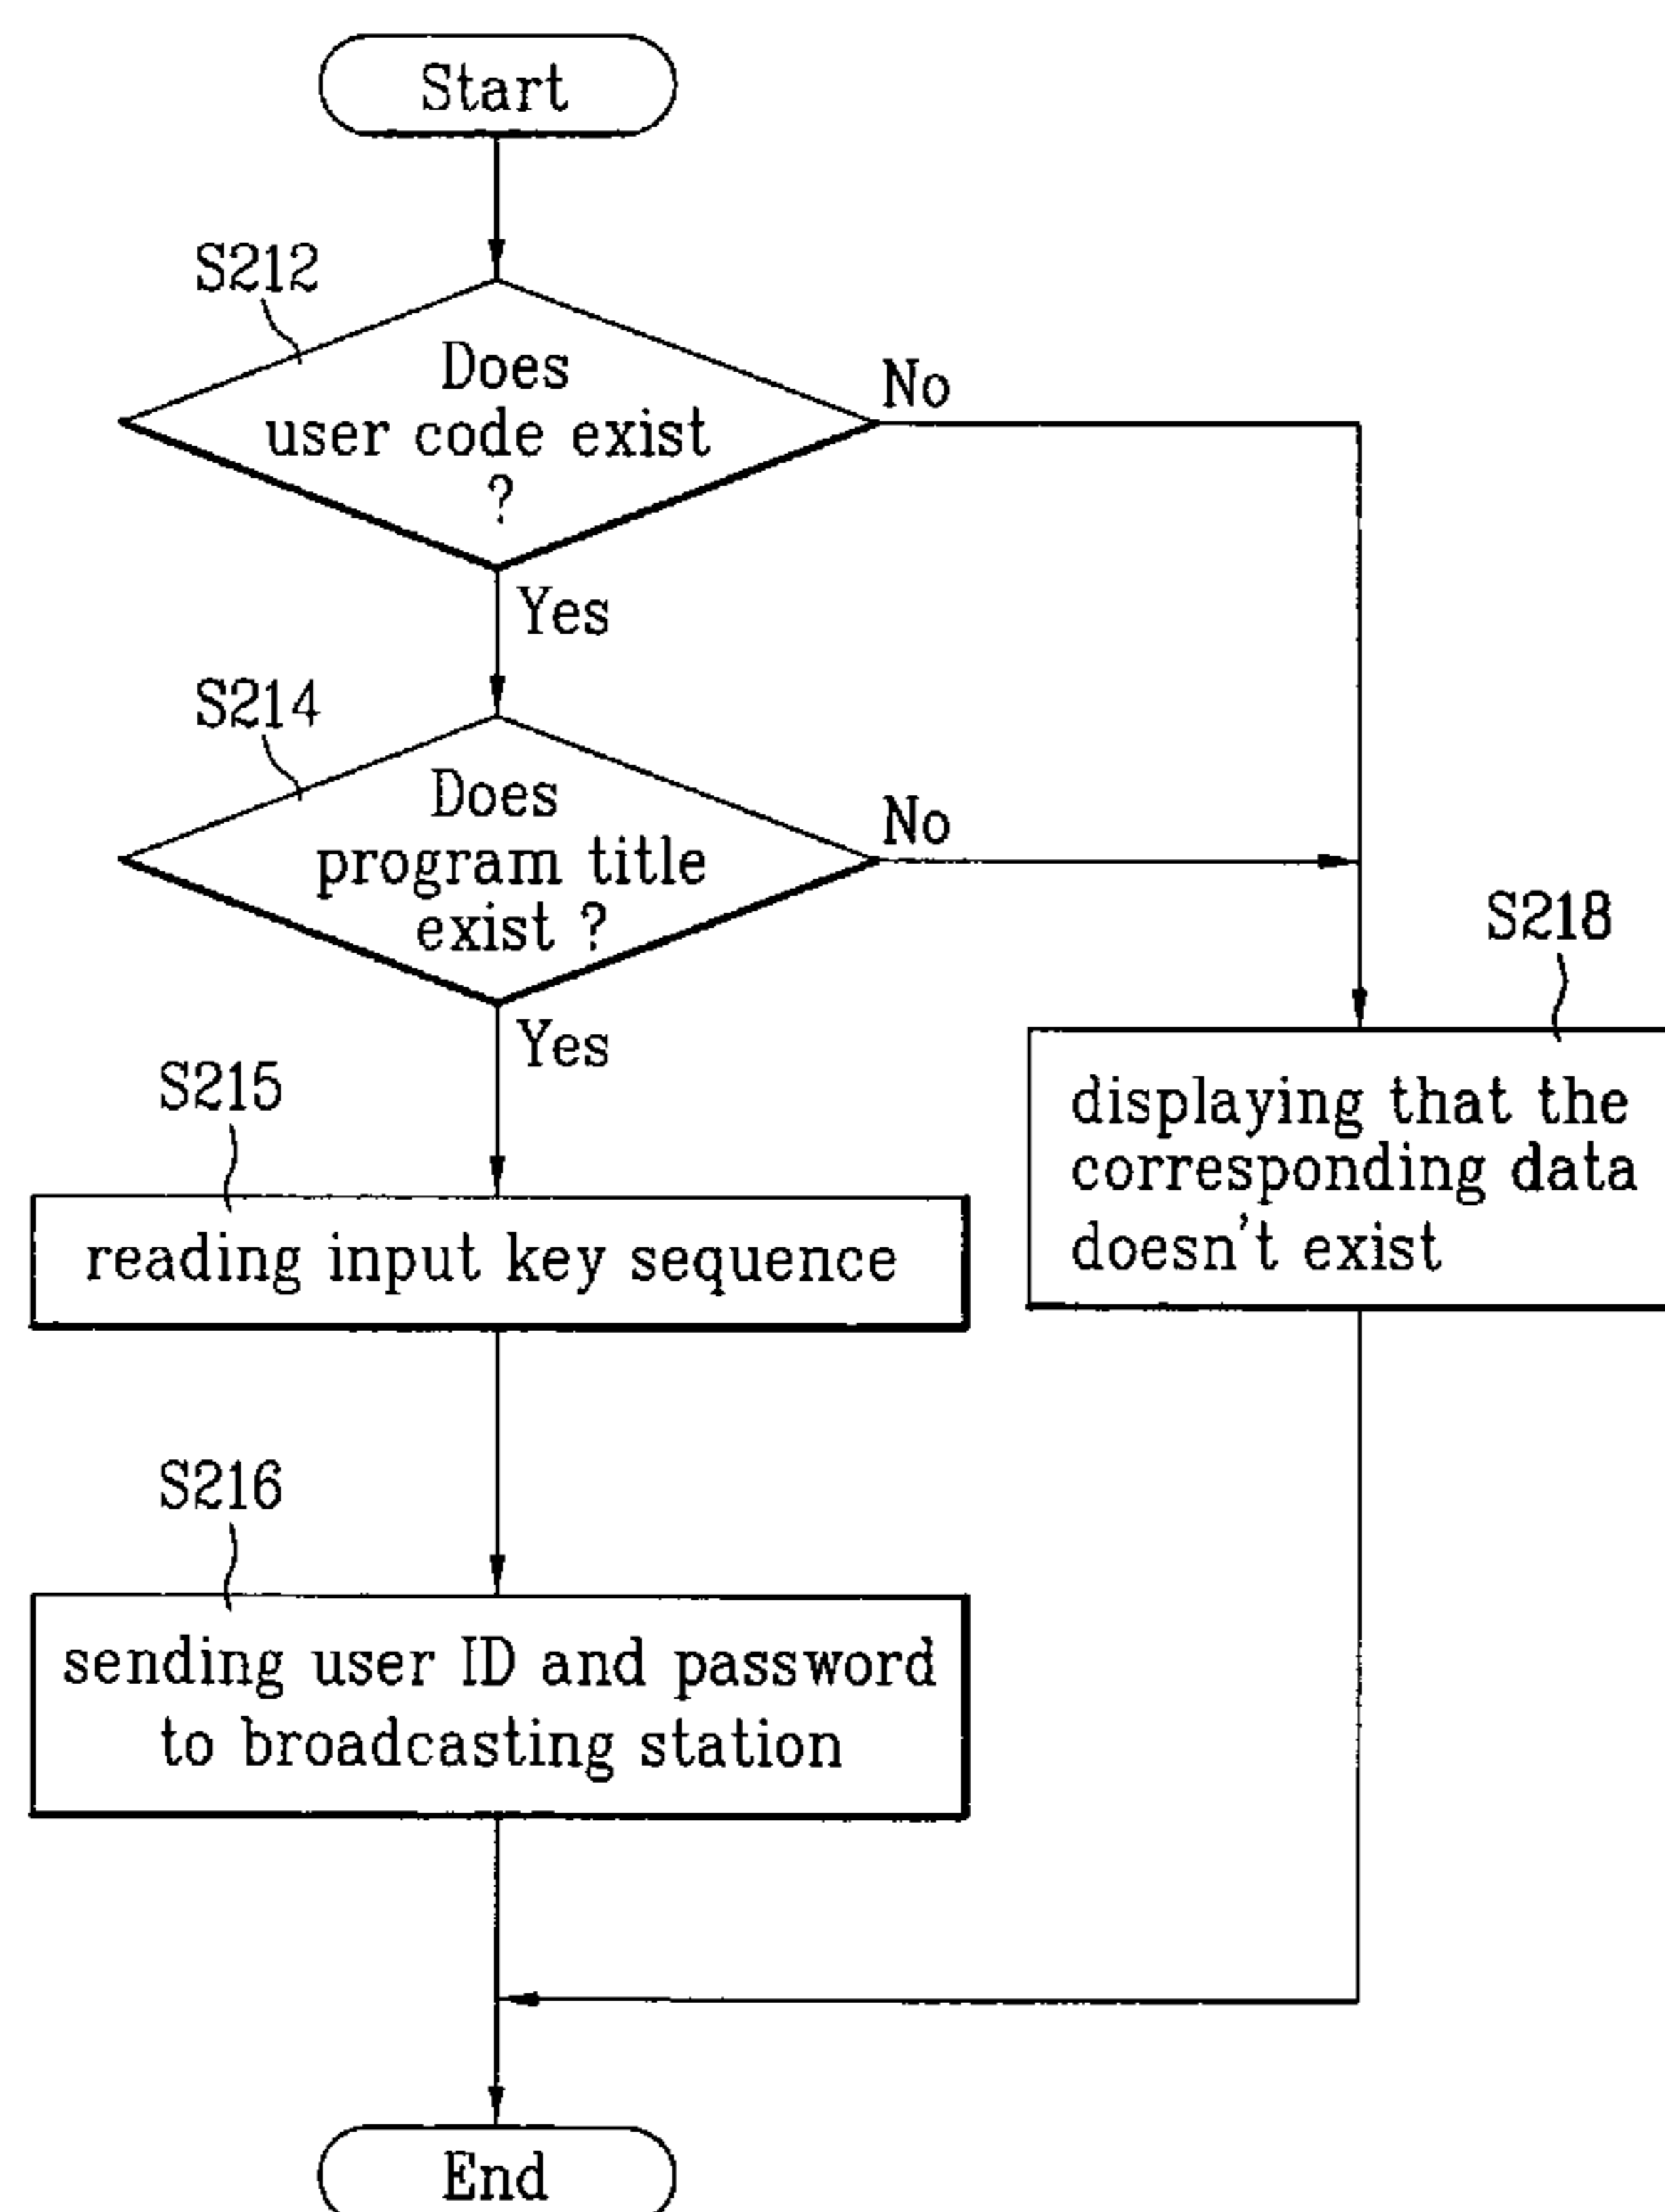 Start
S212
Does
user code exist
?
No
Yes
S214
Does
program title
exist ?
No
Yes
S218
displaying that the
corresponding data
doesn't exist
S215
reading input key sequence
S216
sending user ID and password
to broadcasting station
End